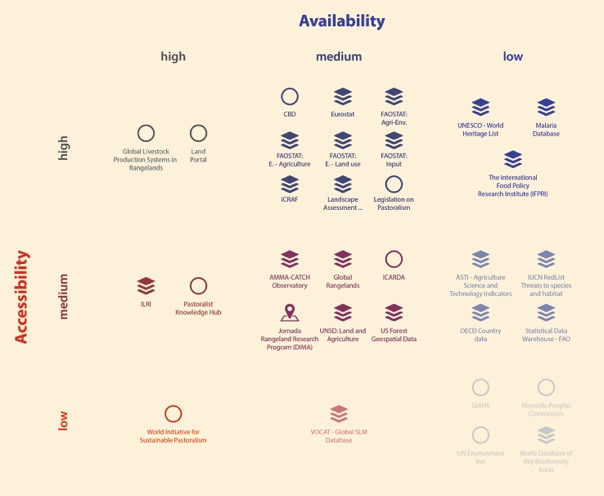 Availability
high
medium
low
Accessibility
high
Global Livestock
Production Systems in
Rangelands
Land
Portal
CBD
Eurostat
FAOSTAT:
Agri-Env.
FAOSTAT:
E. - Agriculture
FAOSTAT:
E. - Land use
FAOSTAT:
Input
ICRAF
Landscape
Assessment ...
Legislation on
Pastoralism
UNESCO - World
Heritage List
Malaria
Database
The International
Food Policy
Research Institute (IFPRI)
medium
ILRI
Pastoralist
Knowledge Hub
AMMA-CATCH
Observatory
Global
Rangelands
ICARDA
Jornada
Rangeland Research
Program (DIMA)
UNSD: Land and
Agriculture
US Forest
Geospatial Data
ASTI - Agriculture
Science and
Technology Indicators
IUCN RedList
Threats to species
and habitat
OECD Country
data
Statistical Data
Warehouse - FAO
low
World Initiative for
Sustainable Pastoralism
VOCAT - Global SLM
Database
GIAHS
Nomadic Peoples
Commission
UN Environment
live
World Database of
Key Biodiversity
Areas